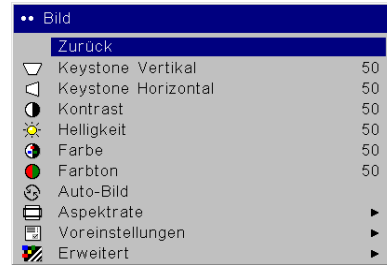 •• Bild
Zurück
Keystone Vertikal 50
Keystone Horizontal 50
Kontrast 50
Helligkeit 50
Farbe 50
Farbton 50
Auto-Bild
Aspektrate ►
Voreinstellungen ►
Erweitert ►